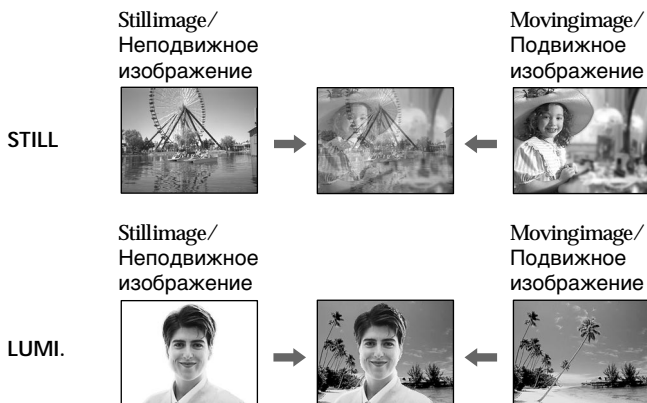 Stillimage/
Неподвижное
изображение
Movingimage/
Подвижное
изображение
STILL
Stillimage/
Неподвижное
изображение
Movingimage/
Подвижное
изображение
LUMI.